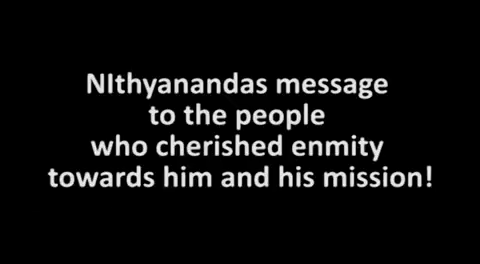 NIthyanandas message
to the people
who cherished enmity
towards him and his mission!